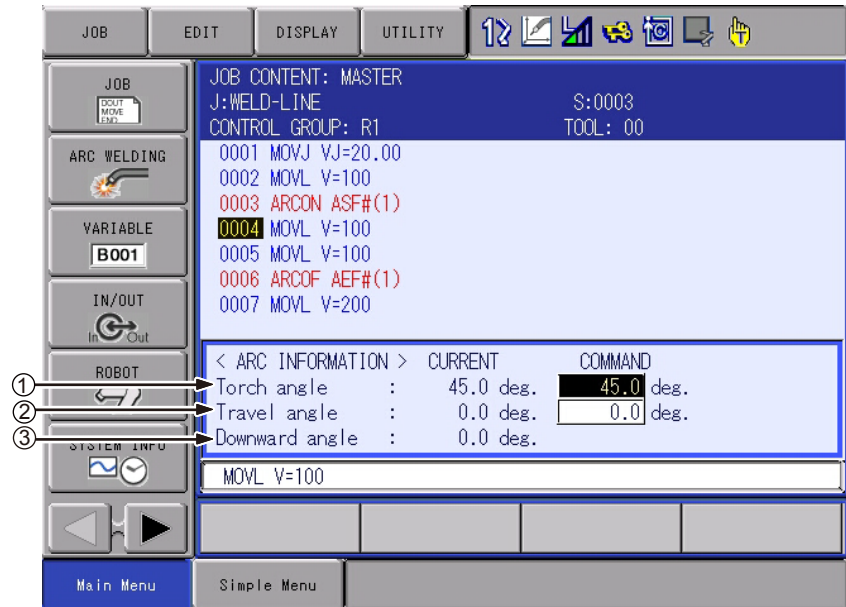 JOB EDIT DISPLAY UTILITY
JOB
DOUT
MOVE
END
ARC WELDING
VARIABLE
B001
IN/OUT
In Out
ROBOT
SYSTEM INFO
JOB CONTENT: MASTER
J:WELD-LINE S:0003
CONTROL GROUP: R1 TOOL: 00
0001 MOVJ VJ=20.00
0002 MOVL V=100
0003 ARCON ASF#(1)
0004 MOVL V=100
0005 MOVL V=100
0006 ARCOF AEF#(1)
0007 MOVL V=200
< ARC INFORMATION > CURRENT COMMAND
① Torch angle : 45.0 deg. 45.0 deg.
② Travel angle : 0.0 deg. 0.0 deg.
③ Downward angle : 0.0 deg.
MOVL V=100
Main Menu Simple Menu